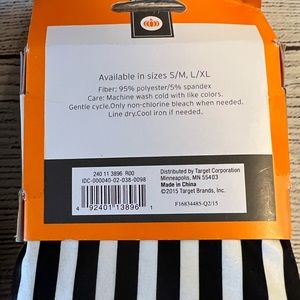 Available in sizes S/M, L/XL
Fiber: 95% polyester/5% spandex
Care: Machine wash cold with like colors.
Gentle cycle.Only non-chlorine bleach when needed.
Line dry.Cool iron if needed.
240 11 3896 R00
IDC-000040-02-038-0098
4 92401 13896 1
Distributed by Target Corporation
Minneapolis, MN 55403
Made in China
©2015 Target Brands, Inc.
F16834485-Q2/15